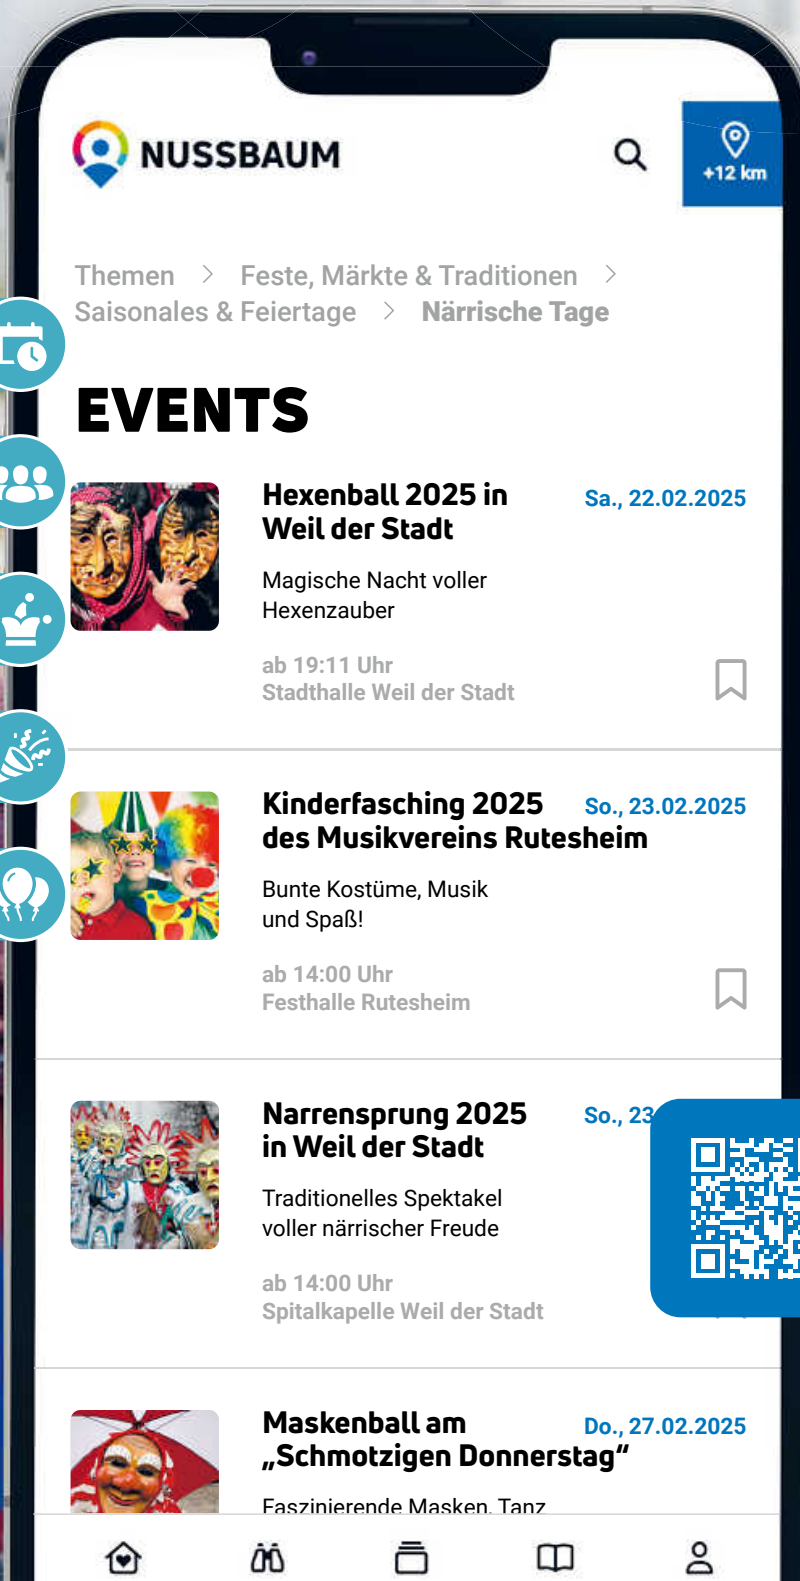 NUSSBAUM
+12 km
Themen > Feste, Märkte & Traditionen >
Saisonales & Feiertage > Närrische Tage
EVENTS
Hexenball 2025 in
Weil der Stadt
Sa., 22.02.2025
Magische Nacht voller
Hexenzauber
ab 19:11 Uhr
Stadthalle Weil der Stadt
Kinderfasching 2025
des Musikvereins Rutesheim
So., 23.02.2025
Bunte Kostüme, Musik
und Spaß!
ab 14:00 Uhr
Festhalle Rutesheim
Narrensprung 2025
in Weil der Stadt
So., 23
Traditionelles Spektakel
voller närrischer Freude
ab 14:00 Uhr
Spitalkapelle Weil der Stadt
Maskenball am
„Schmotzigen Donnerstag“
Do., 27.02.2025
Faszinierende Masken, Tanz